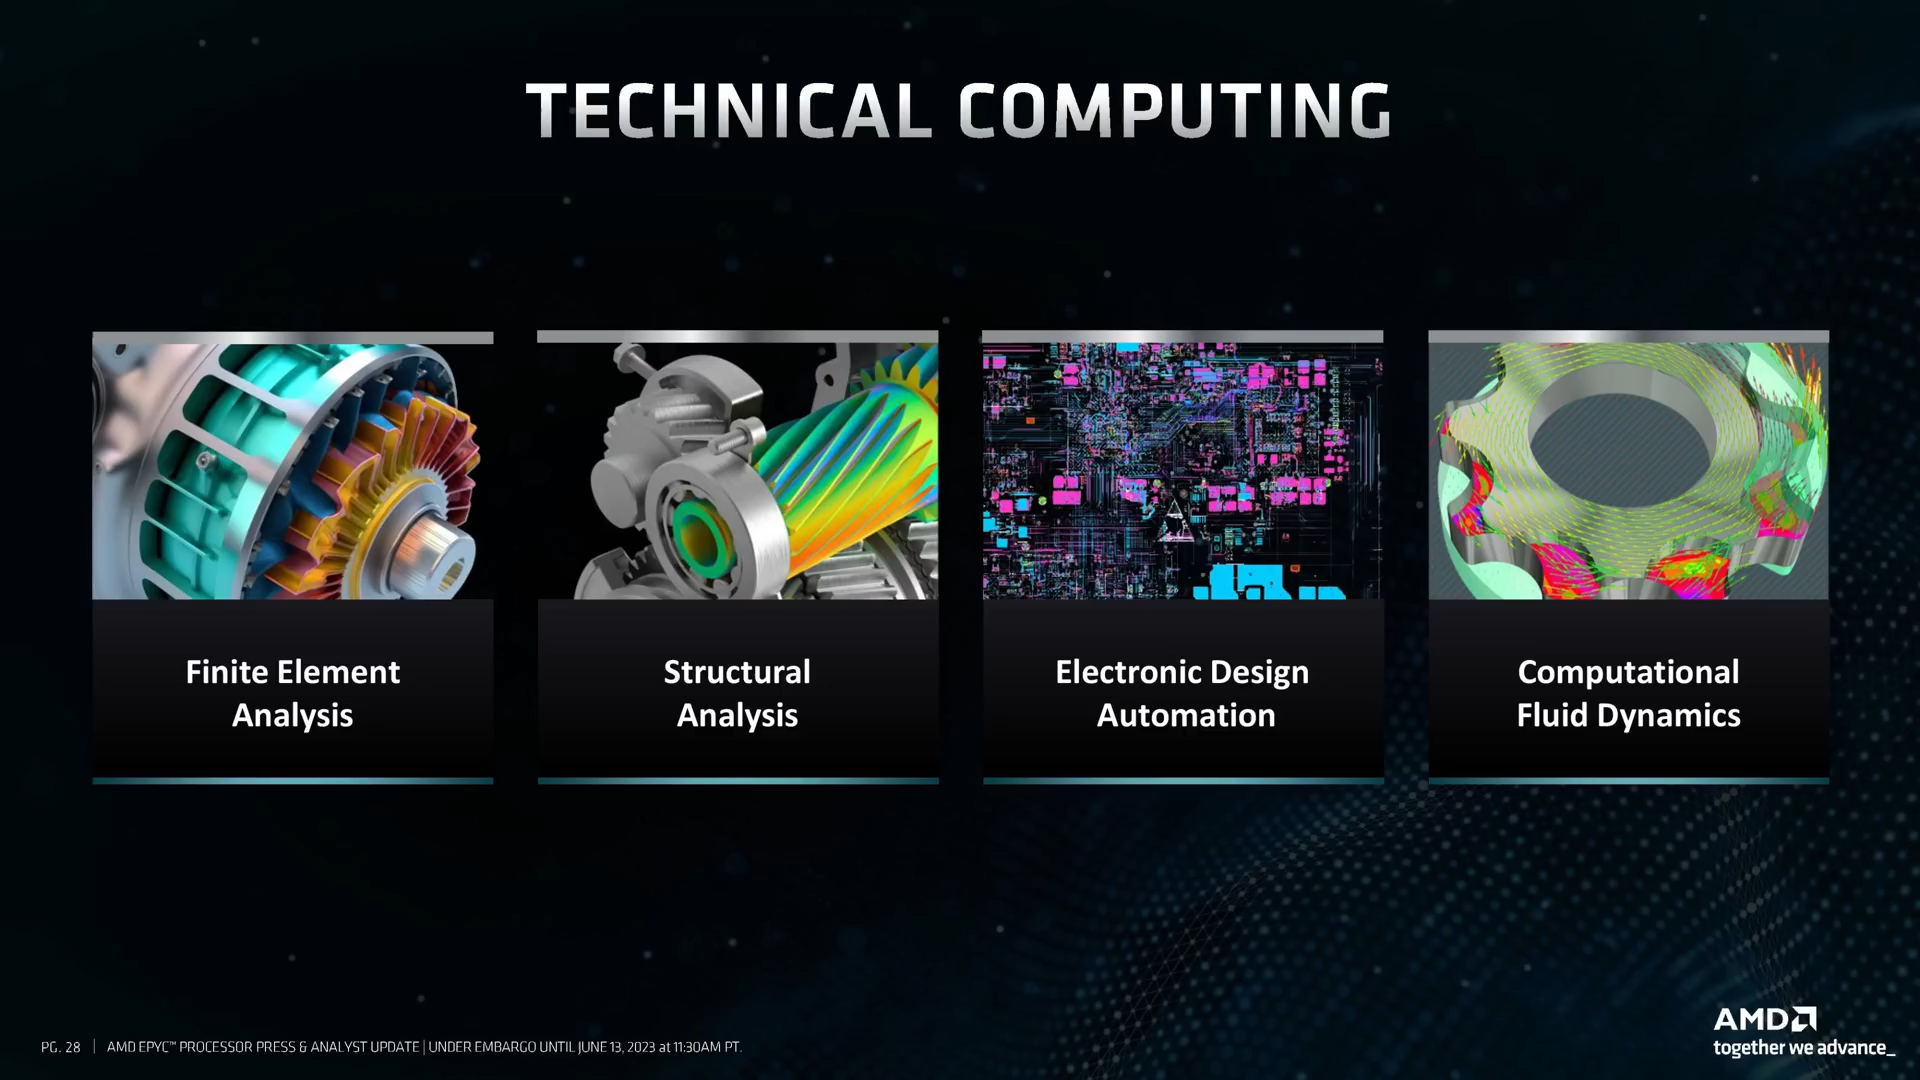 TECHNICAL COMPUTING
Finite Element
Analysis
Structural
Analysis
Electronic Design
Automation
Computational
Fluid Dynamics
PG. 28 | AMD EPYC™ PROCESSOR PRESS & ANALYST UPDATE | UNDER EMBARGO UNTIL JUNE 13, 2023 at 11:30AM PT.
AMD
together we advance_